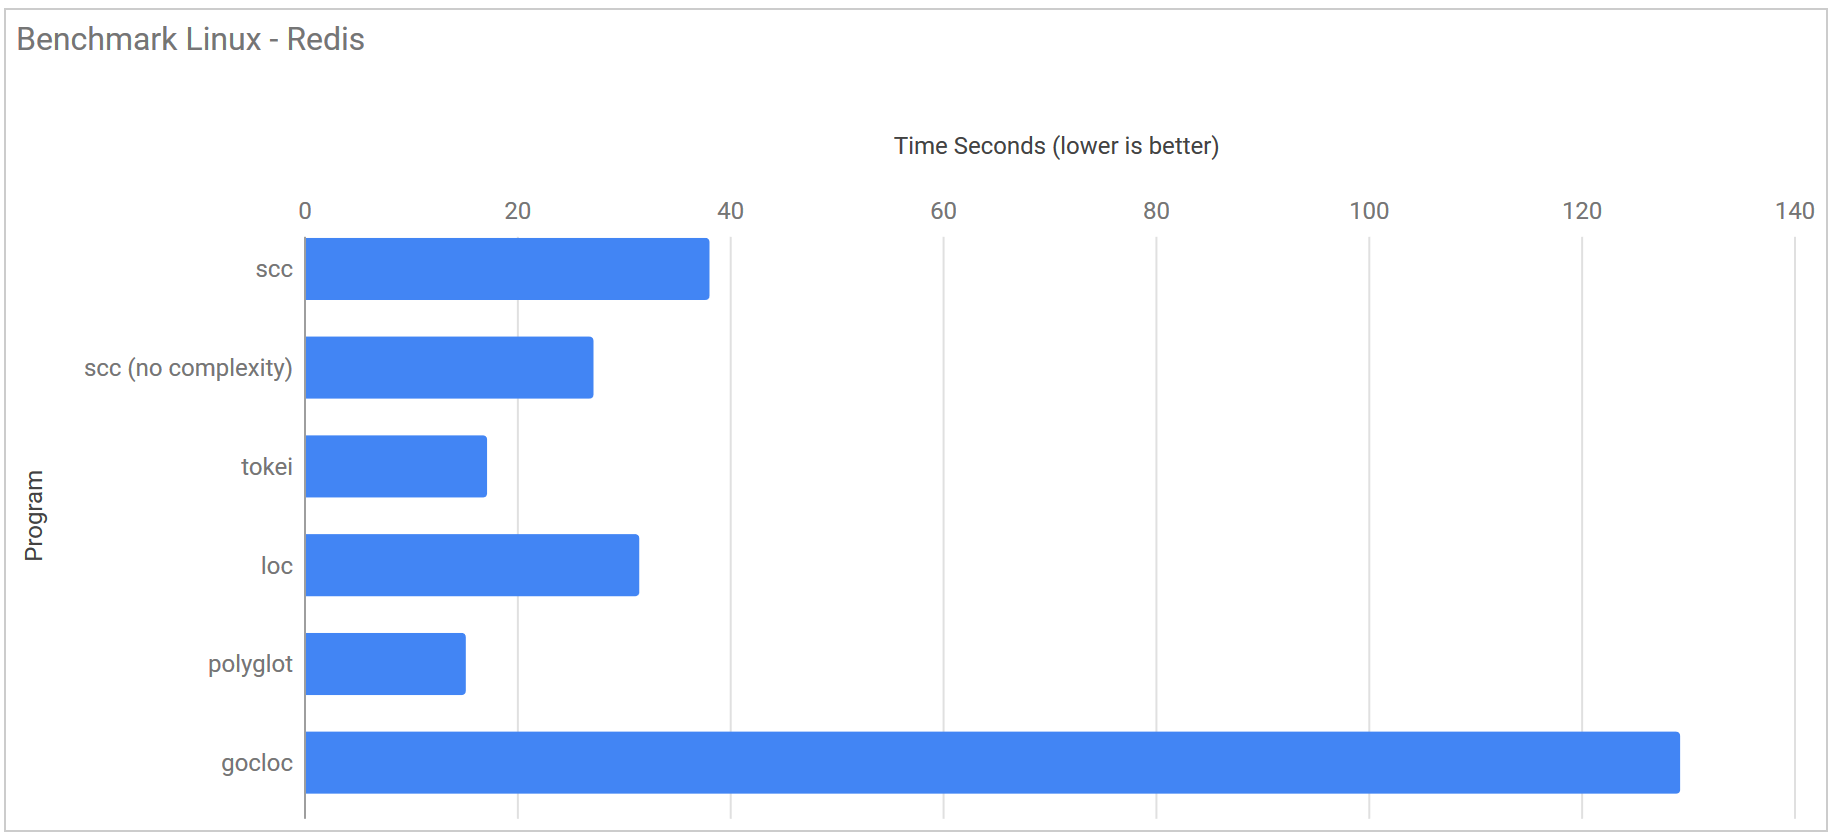 Benchmark Linux - Redis
Time Seconds (lower is better)
0 20 40 60 80 100 120 140
scc
scc (no complexity)
tokei
loc
polyglot
gocloc
Program